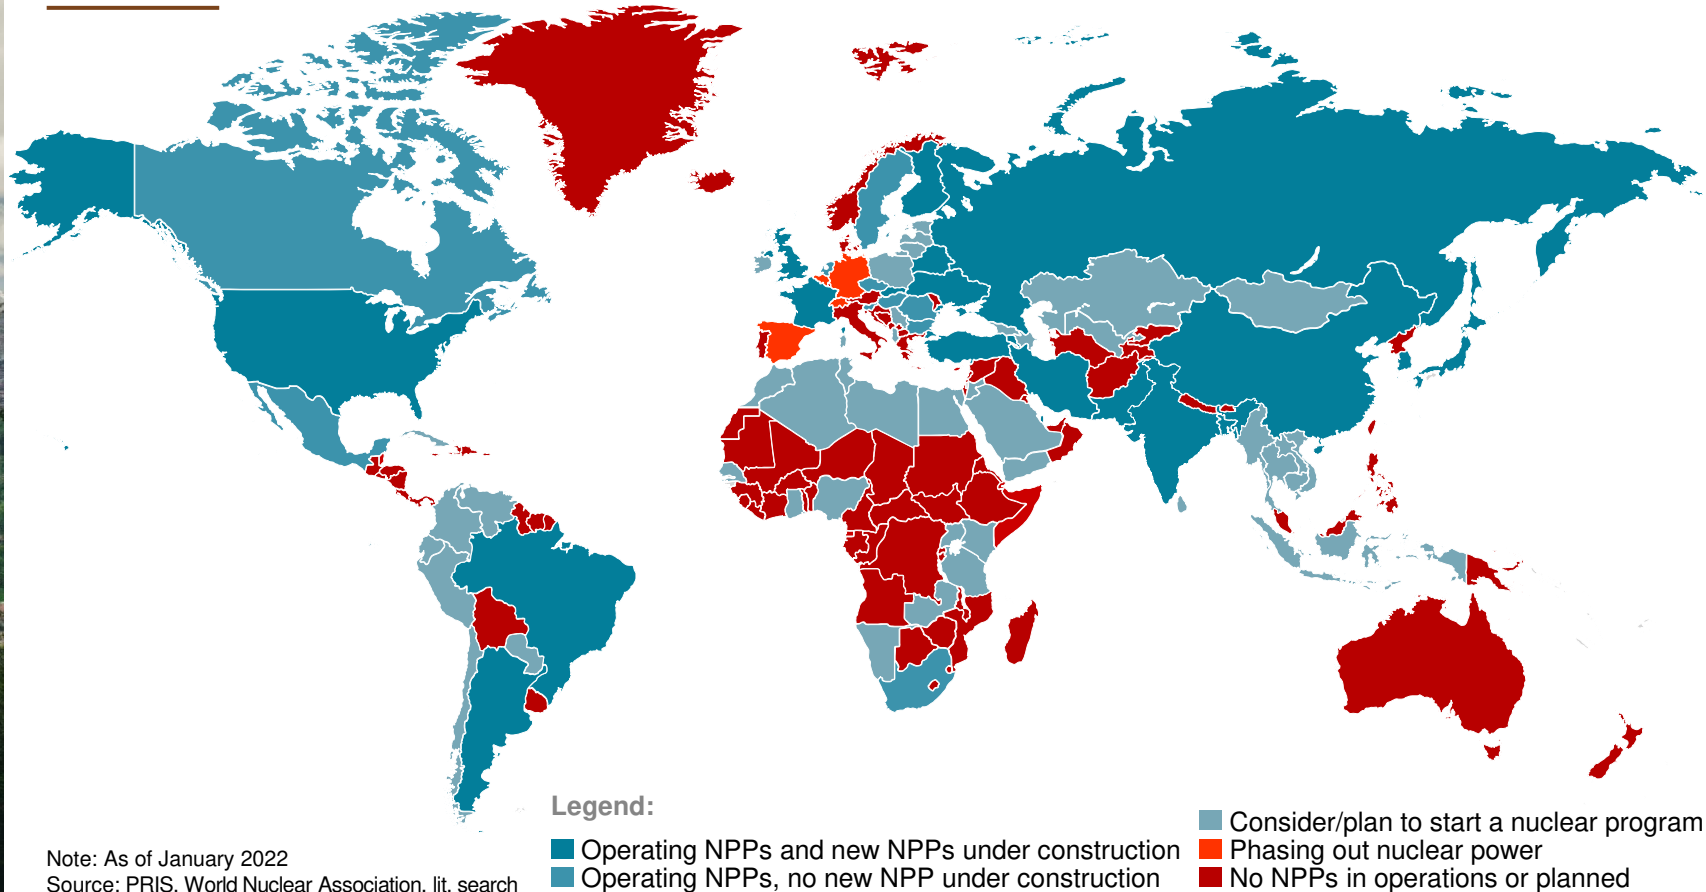 Legend:
Operating NPPs and new NPPs under construction
Operating NPPs, no new NPP under construction
Consider/plan to start a nuclear program
Phasing out nuclear power
No NPPs in operations or planned
Note: As of January 2022
Source: PRIS, World Nuclear Association, lit. search